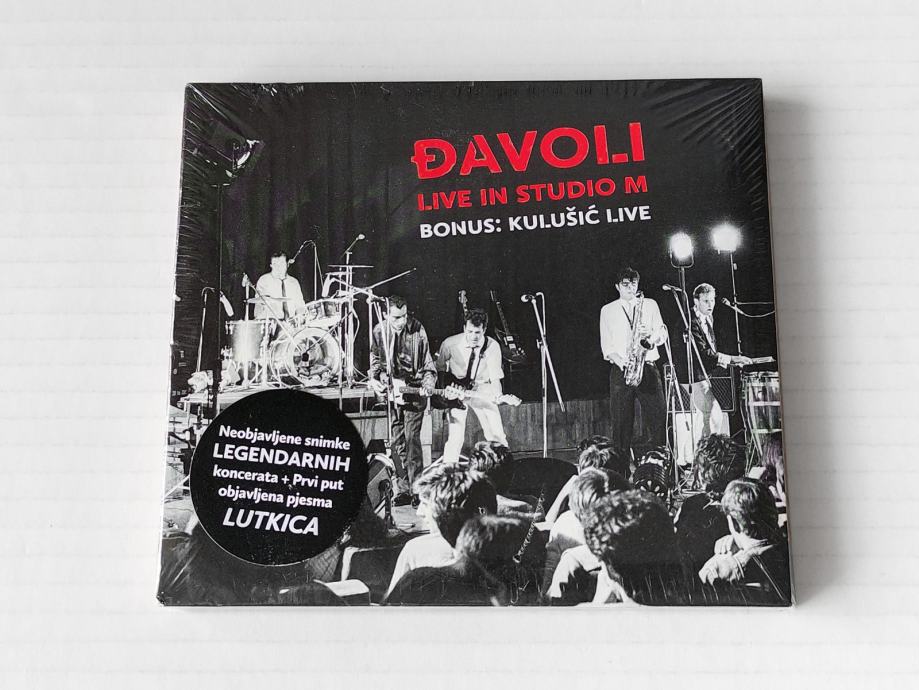 ĐAVOLI
LIVE IN STUDIO M
BONUS: KULUŠIĆ LIVE
Neobjavljene snimke
LEGENDARNIH
koncerata + Prvi put
objavljena pjesma
LUTKICA